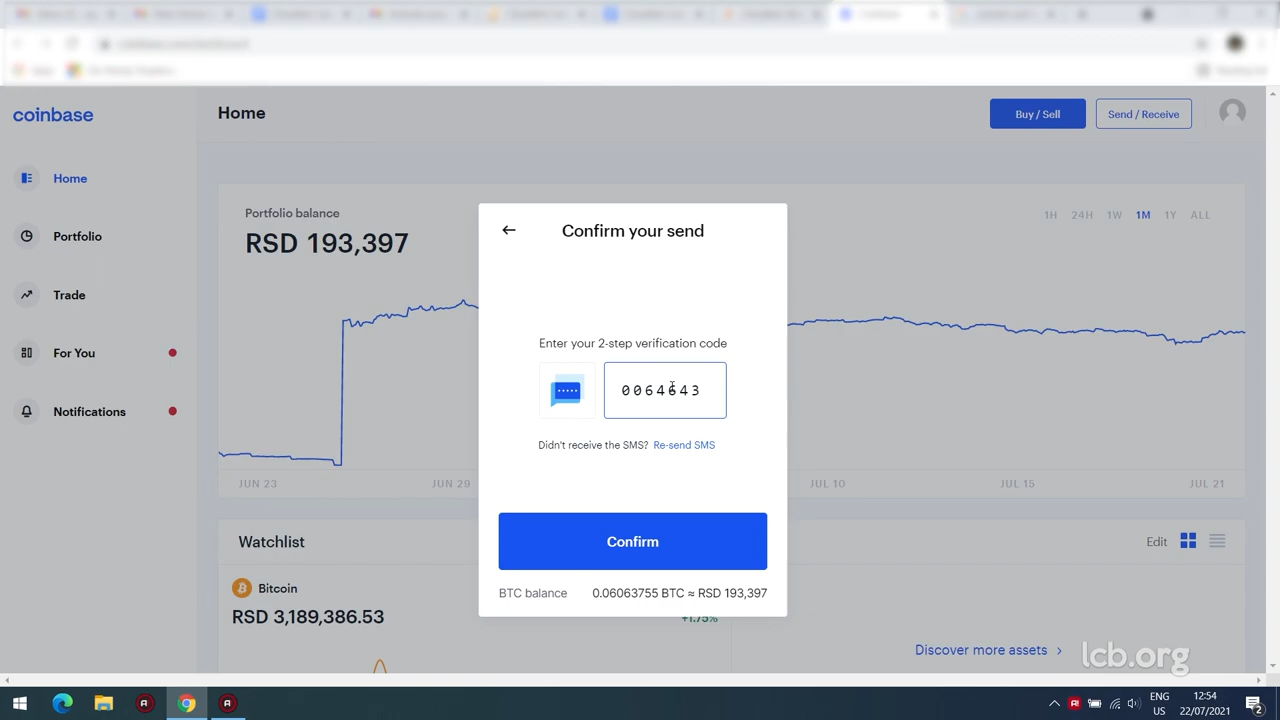 coinbase
Home
Buy / Sell
Send / Receive
Home
Portfolio
Trade
For You
Notifications
Portfolio balance
RSD 193,397
1H 24H 1W 1M 1Y ALL
Confirm your send
Enter your 2-step verification code
0064643
Didn't receive the SMS? Re-send SMS
Confirm
BTC balance 0.06063755 BTC ≈ RSD 193,397
JUN 23 JUN 29 JUL 10 JUL 15 JUL 21
Watchlist
Edit
Bitcoin
RSD 3,189,386.53
+1.75%
Discover more assets
lcb.org
ENG
US
12:54
22/07/2021
2